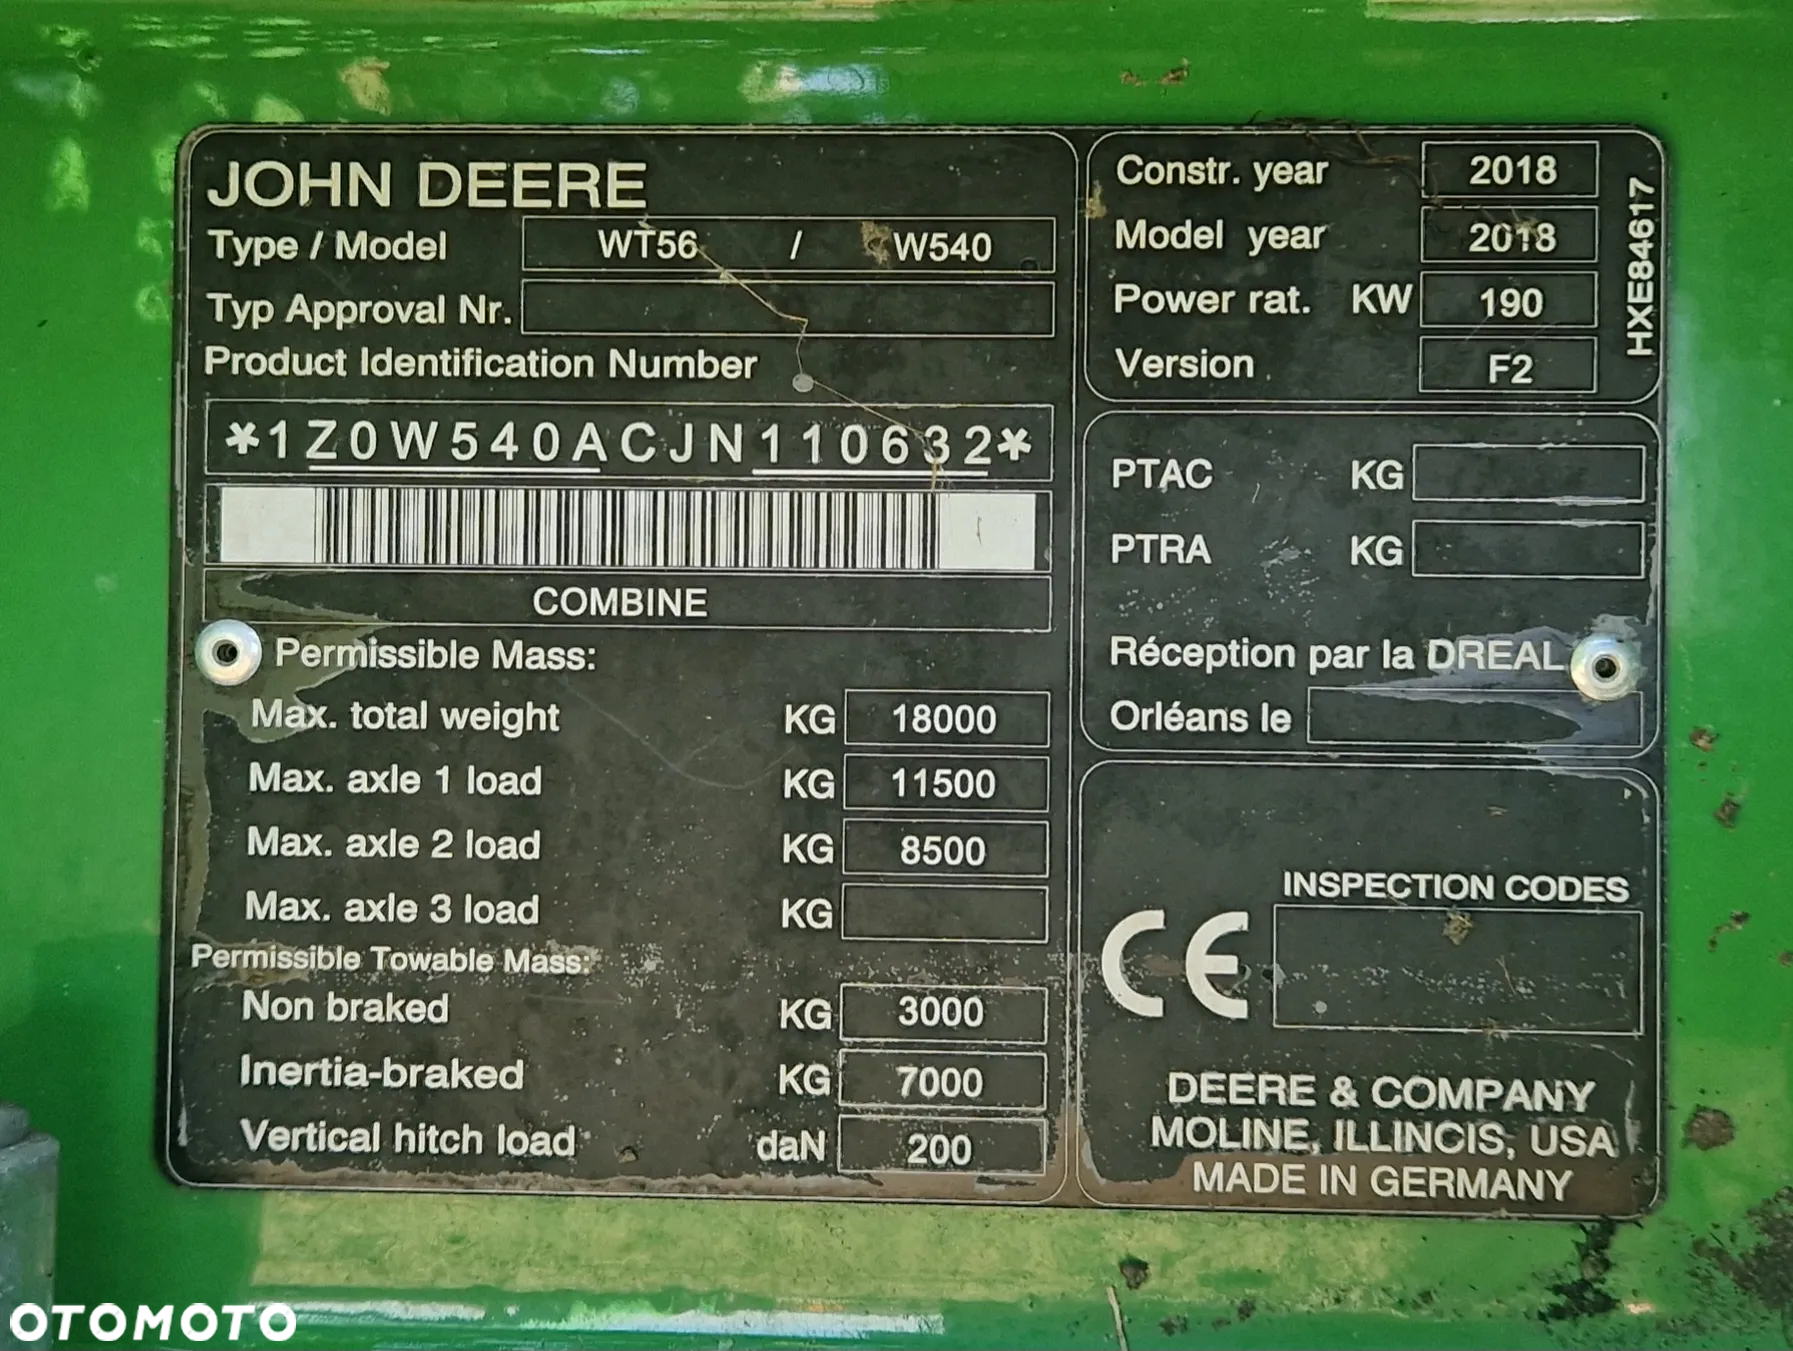 JOHN DEERE
Type / Model WT56 / W540
Typ Approval Nr.
Product Identification Number
*1Z0W540ACJN110632*
COMBINE
Permissible Mass:
Max. total weight KG 18000
Max. axle 1 load KG 11500
Max. axle 2 load KG 8500
Max. axle 3 load KG
Permissible Towable Mass:
Non braked KG 3000
Inertia-braked KG 7000
Vertical hitch load daN 200
Constr. year 2018
Model year 2018
Power rat. KW 190
Version F2
HXE84617
PTAC KG
PTRA KG
Réception par la DREAL
Orléans le
INSPECTION CODES
CE
DEERE & COMPANY
MOLINE, ILLINOIS, USA
MADE IN GERMANY
OTOMOTO